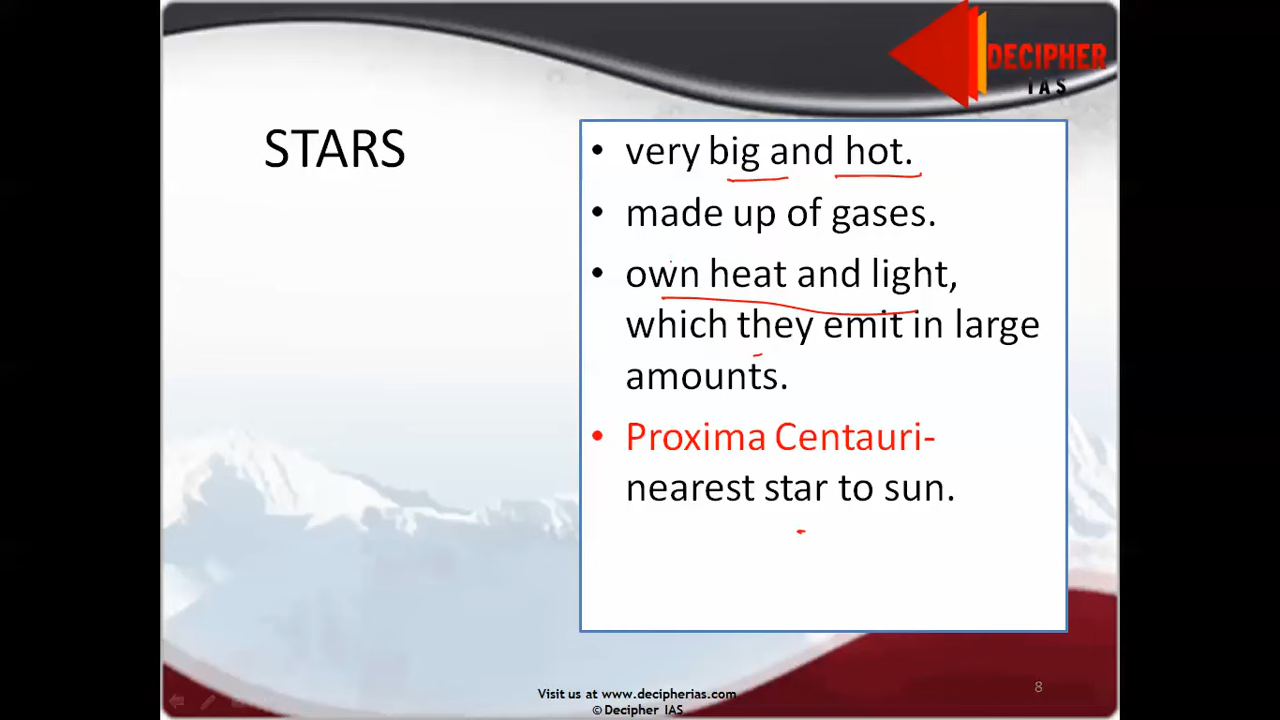 DECIPHER
IAS
STARS
• very big and hot.
• made up of gases.
• own heat and light,
which they emit in large
amounts.
• Proxima Centauri-
nearest star to sun.
8
Visit us at www.decipherias.com
© Decipher IAS